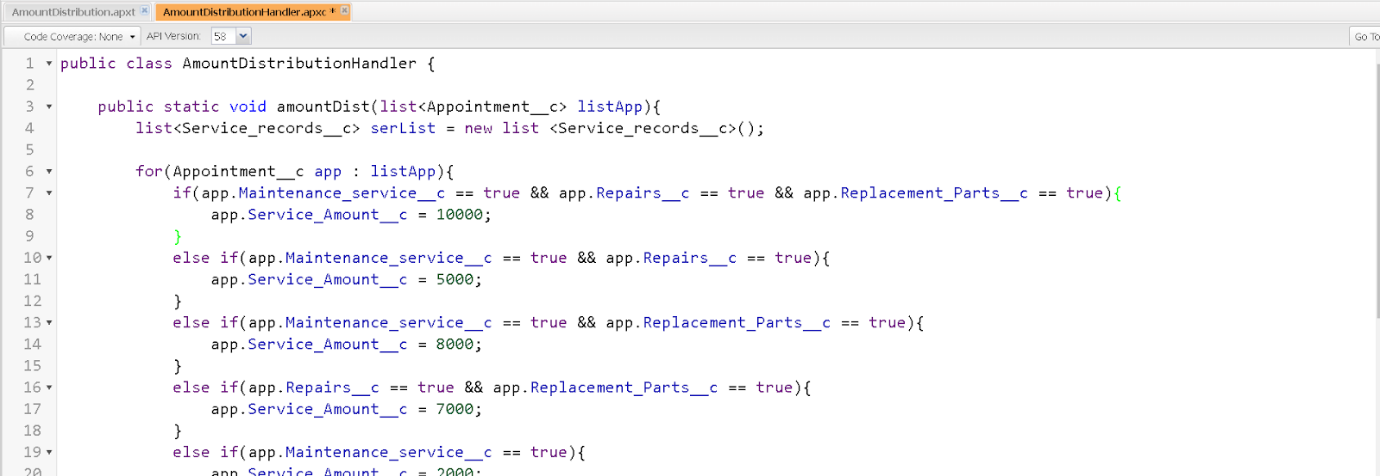 AmountDistribution.apxt AmountDistributionHandler.apxc *
Code Coverage: None API Version: 58 Go To
1 public class AmountDistributionHandler {
2
3 public static void amountDist(list<Appointment__c> listApp){
4 list<Service_records__c> serList = new list <Service_records__c>();
5
6 for(Appointment__c app : listApp){
7 if(app.Maintenance_service__c == true && app.Repairs__c == true && app.Replacement_Parts__c == true){
8 app.Service_Amount__c = 10000;
9 }
10 else if(app.Maintenance_service__c == true && app.Repairs__c == true){
11 app.Service_Amount__c = 5000;
12 }
13 else if(app.Maintenance_service__c == true && app.Replacement_Parts__c == true){
14 app.Service_Amount__c = 8000;
15 }
16 else if(app.Repairs__c == true && app.Replacement_Parts__c == true){
17 app.Service_Amount__c = 7000;
18 }
19 else if(app.Maintenance_service__c == true){
20 app.Service_Amount__c = 2000;